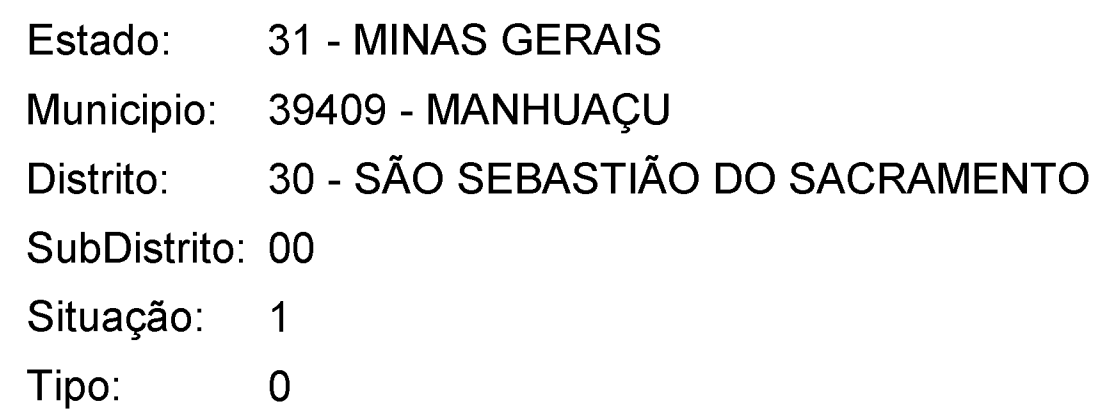 Estado: 31 - MINAS GERAIS
Municipio: 39409 - MANHUAÇU
Distrito: 30 - SÃO SEBASTIÃO DO SACRAMENTO
SubDistrito: 00
Situação: 1
Tipo: 0